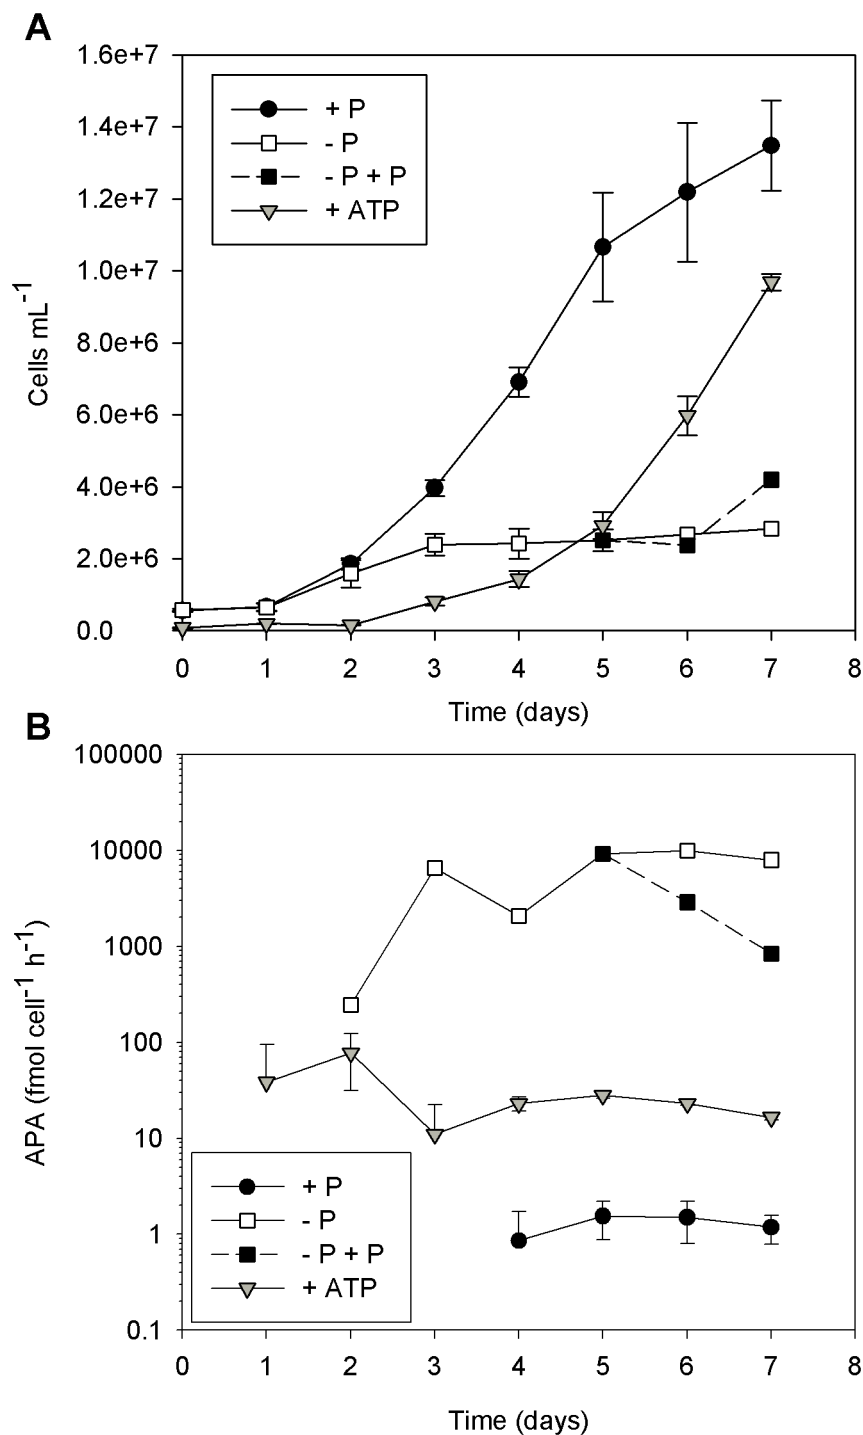 A
1.6e+7
1.4e+7
1.2e+7
1.0e+7
8.0e+6
6.0e+6
4.0e+6
2.0e+6
0.0
Cells mL-1
+ P
- P
- P + P
+ ATP
0 1 2 3 4 5 6 7 8
Time (days)
B
100000
10000
1000
100
10
1
0.1
APA (fmol cell-1 h-1)
+ P
- P
- P + P
+ ATP
0 1 2 3 4 5 6 7 8
Time (days)